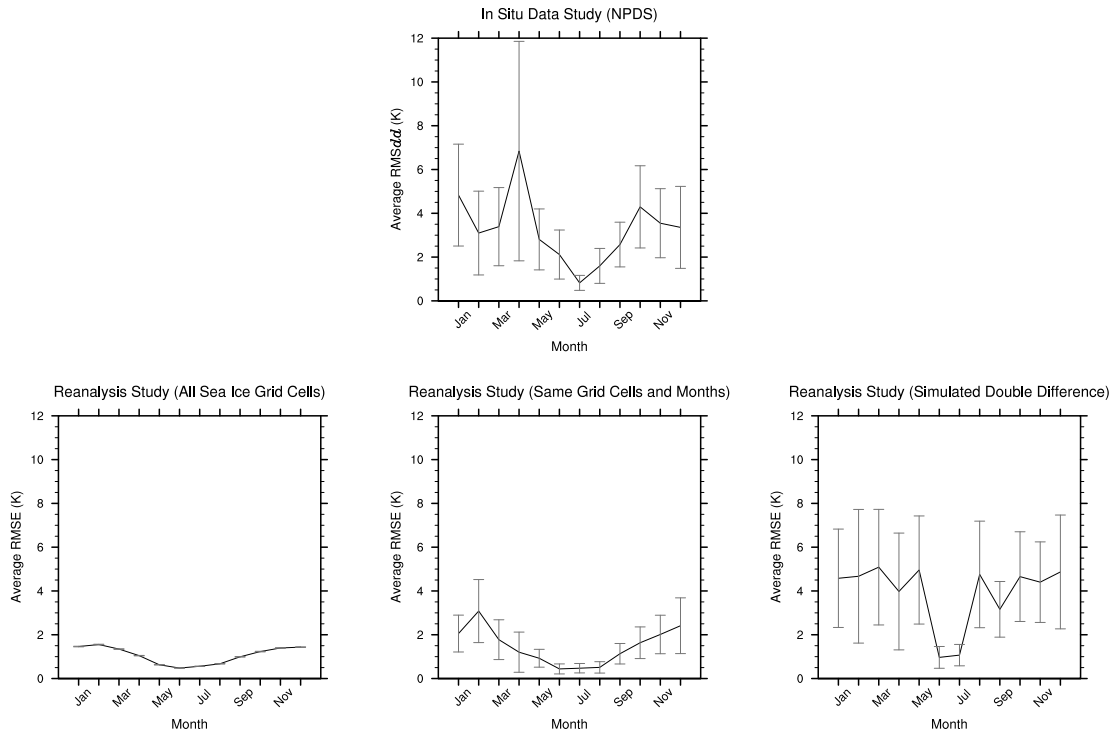 In Situ Data Study (NPDS)
Average RMSdd (K)
12
10
8
6
4
2
0
Jan Mar May Jul Sep Nov
Month
Reanalysis Study (All Sea Ice Grid Cells)
Average RMSE (K)
12
10
8
6
4
2
0
Jan Mar May Jul Sep Nov
Month
Reanalysis Study (Same Grid Cells and Months)
Average RMSE (K)
12
10
8
6
4
2
0
Jan Mar May Jul Sep Nov
Month
Reanalysis Study (Simulated Double Difference)
Average RMSE (K)
12
10
8
6
4
2
0
Jan Mar May Jul Sep Nov
Month